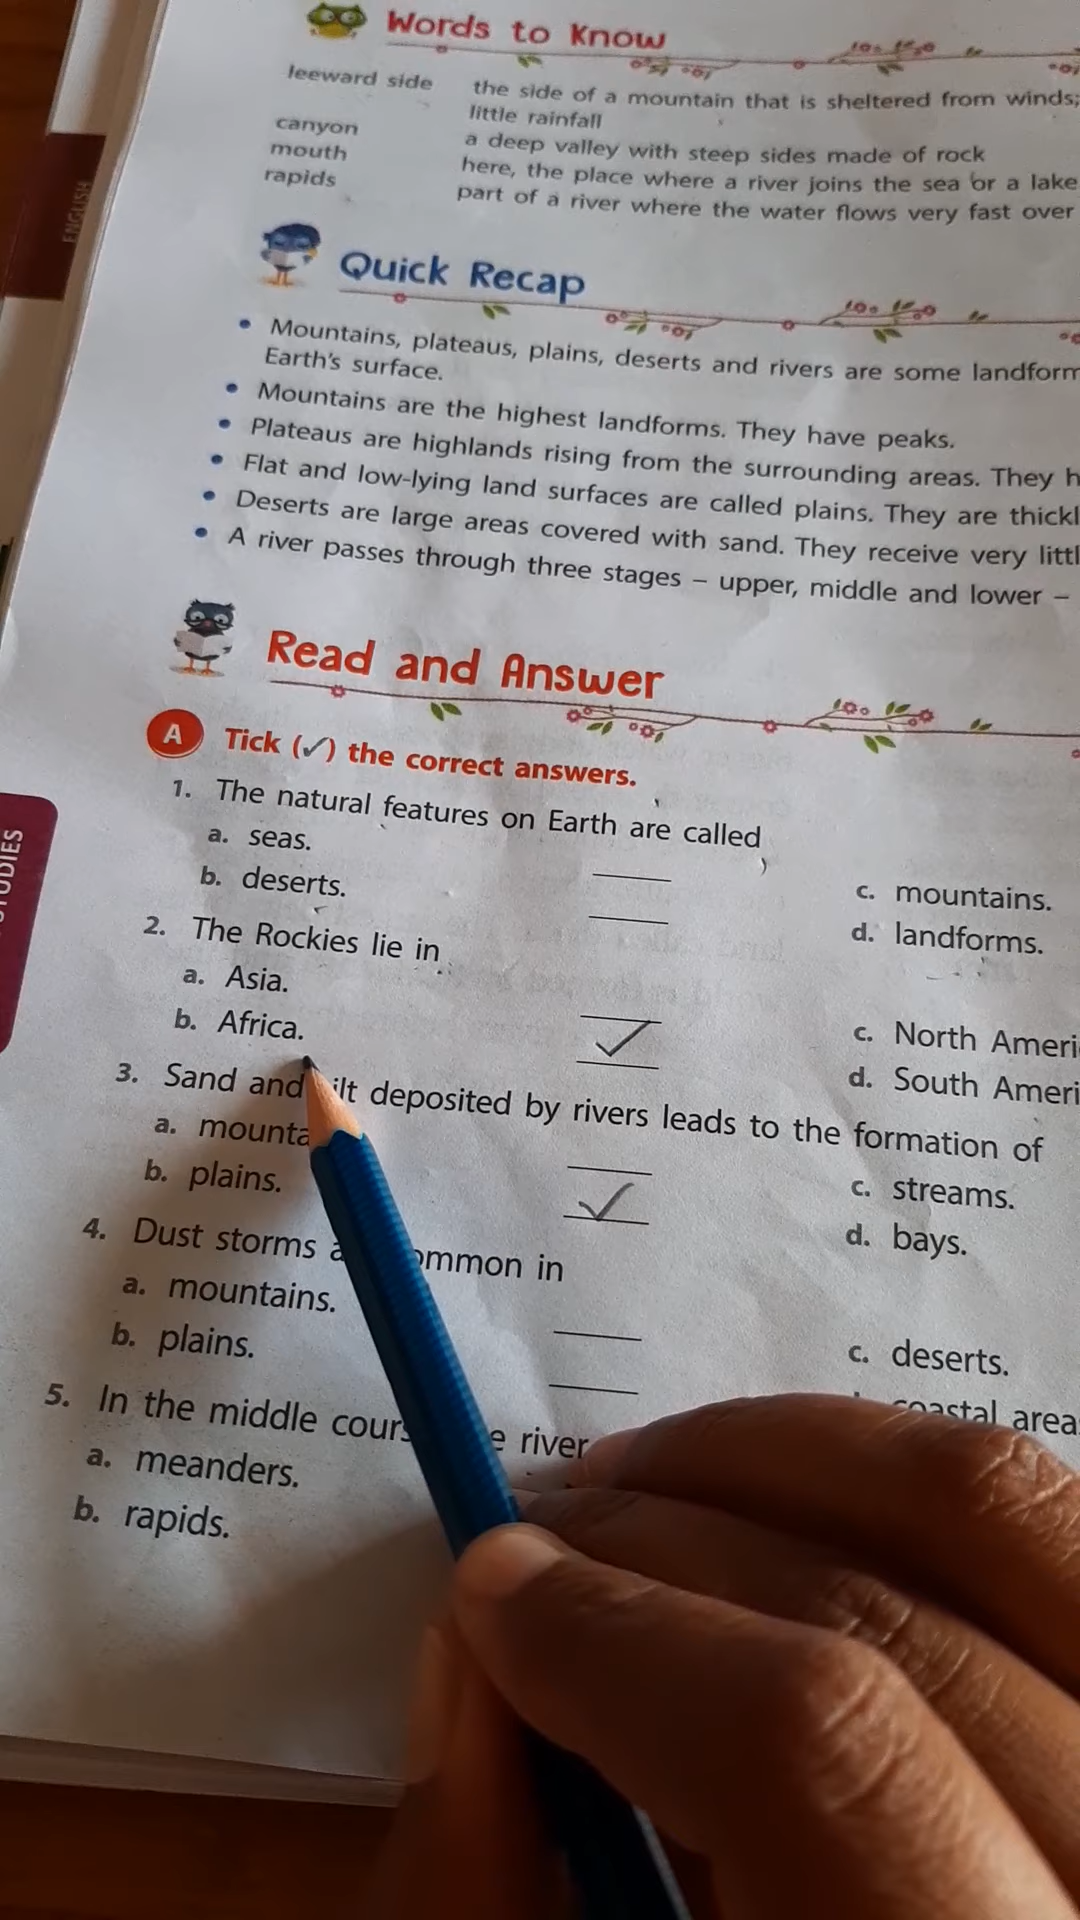 Words to Know
leeward side the side of a mountain that is sheltered from winds;
little rainfall
canyon a deep valley with steep sides made of rock
mouth here, the place where a river joins the sea or a lake
rapids part of a river where the water flows very fast over
ENGLISH
Quick Recap
• Mountains, plateaus, plains, deserts and rivers are some landform
Earth's surface.
• Mountains are the highest landforms. They have peaks.
• Plateaus are highlands rising from the surrounding areas. They h
• Flat and low-lying land surfaces are called plains. They are thickl
• Deserts are large areas covered with sand. They receive very littl
• A river passes through three stages – upper, middle and lower –
Read and Answer
A Tick (✓) the correct answers.
1. The natural features on Earth are called
a. seas. c. mountains.
b. deserts. d. landforms.
2. The Rockies lie in
a. Asia. c. North Ameri
b. Africa. ✓ d. South Ameri
3. Sand and ilt deposited by rivers leads to the formation of
a. mounta c. streams.
b. plains. ✓ d. bays.
4. Dust storms a ommon in
a. mountains. c. deserts.
b. plains. coastal area
5. In the middle cours e river
a. meanders.
b. rapids.